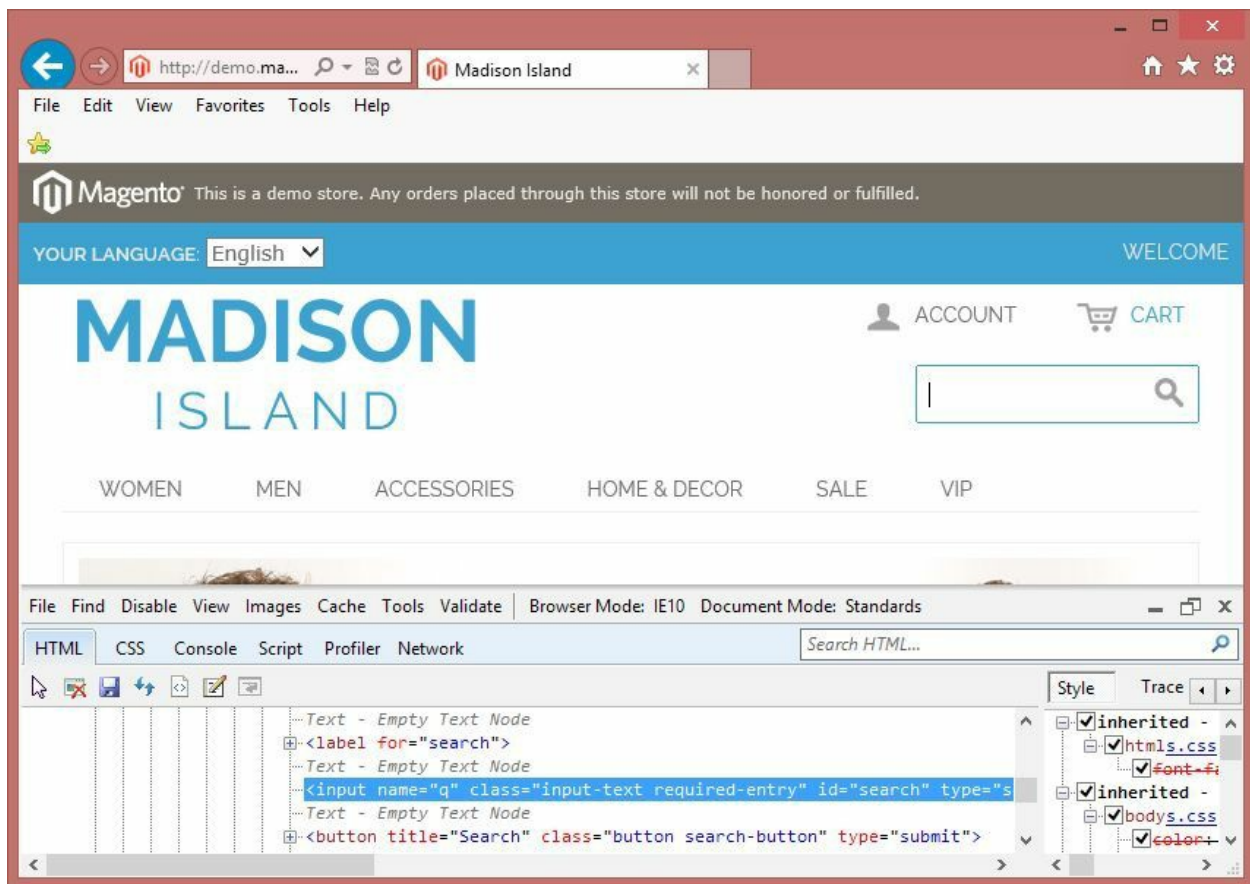 http://demo.ma... Madison Island
File Edit View Favorites Tools Help
Magento This is a demo store. Any orders placed through this store will not be honored or fulfilled.
YOUR LANGUAGE: English WELCOME
MADISON
ISLAND
ACCOUNT CART
WOMEN MEN ACCESSORIES HOME & DECOR SALE VIP
File Find Disable View Images Cache Tools Validate Browser Mode: IE10 Document Mode: Standards
HTML CSS Console Script Profiler Network Search HTML...
Style Trace
Text - Empty Text Node
<label for="search">
Text - Empty Text Node
<input name="q" class="input-text required-entry" id="search" type="s
Text - Empty Text Node
<button title="Search" class="button search-button" type="submit">
inherited -
htmls.css
font-fa
inherited -
bodys.css
color: